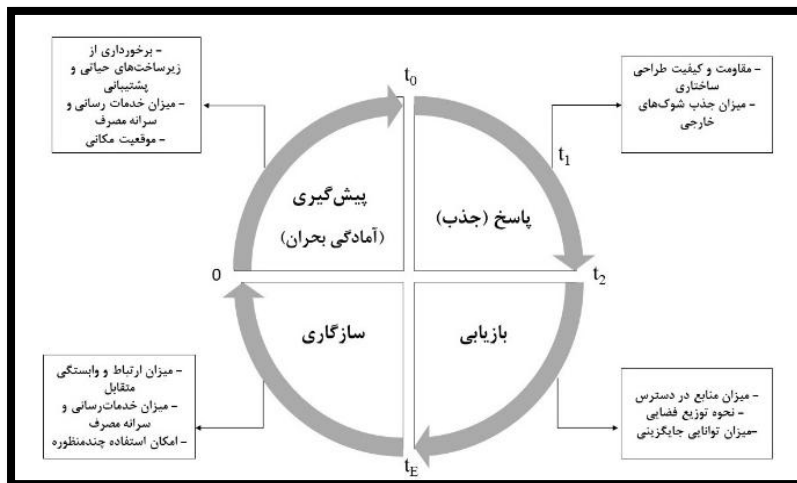 - برخورداری از
زیرساخت‌های حیاتی و
پشتیبانی
- میزان خدمات رسانی و
سرانه مصرف
- موقعیت مکانی
t0
- مقاومت و کیفیت طراحی
ساختاری
- میزان جذب شوک‌های
خارجی
t1
پیش‌گیری
(آمادگی بحران)
پاسخ (جذب)
0
t2
سازگاری
بازیابی
- میزان ارتباط و وابستگی
متقابل
- میزان خدمات‌رسانی و
سرانه مصرف
- امکان استفاده چندمنظوره
- میزان منابع در دسترس
- نحوه توزیع فضایی
-میزان توانایی جایگزینی
tE